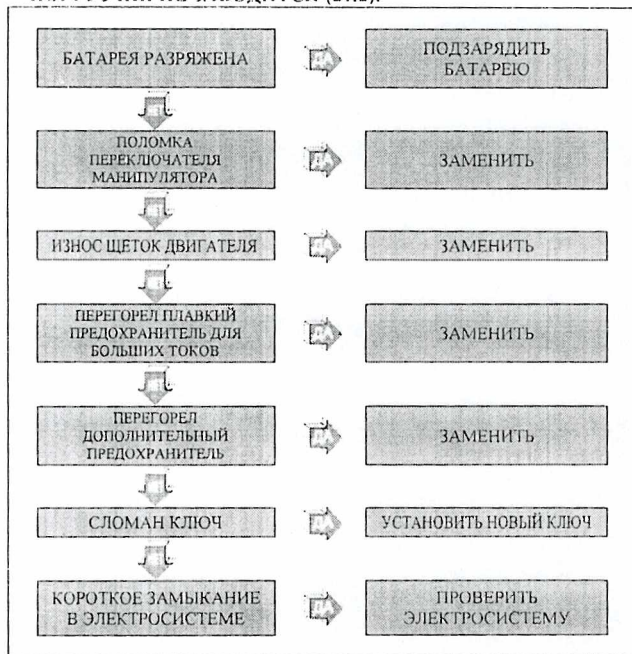 БАТАРЕЯ РАЗРЯЖЕНА
ДА
ПОДЗАРЯДИТЬ
БАТАРЕЮ
ПОЛОМКА
ПЕРЕКЛЮЧАТЕЛЯ
МАНИПУЛЯТОРА
ДА
ЗАМЕНИТЬ
ИЗНОС ЩЕТОК ДВИГАТЕЛЯ
ДА
ЗАМЕНИТЬ
ПЕРЕГОРЕЛ ПЛАВКИЙ
ПРЕДОХРАНИТЕЛЬ ДЛЯ
БОЛЬШИХ ТОКОВ
ДА
ЗАМЕНИТЬ
ПЕРЕГОРЕЛ
ДОПОЛНИТЕЛЬНЫЙ
ПРЕДОХРАНИТЕЛЬ
ДА
ЗАМЕНИТЬ
СЛОМАН КЛЮЧ
ДА
УСТАНОВИТЬ НОВЫЙ КЛЮЧ
КОРОТКОЕ ЗАМЫКАНИЕ
В ЭЛЕКТРОСИСТЕМЕ
ДА
ПРОВЕРИТЬ
ЭЛЕКТРОСИСТЕМУ